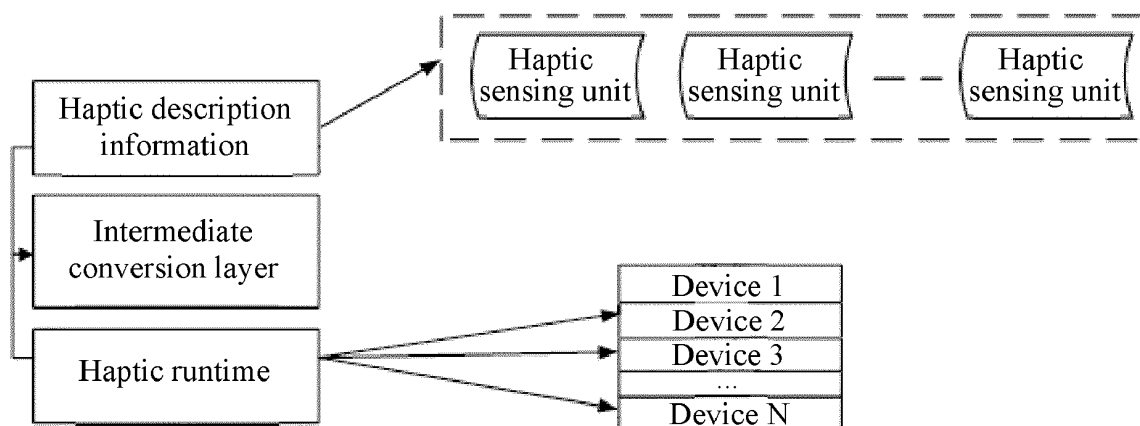 Haptic
sensing unit
Haptic
sensing unit
Haptic
sensing unit
Haptic description
information
Intermediate
conversion layer
Haptic runtime
Device 1
Device 2
Device 3
...
Device N